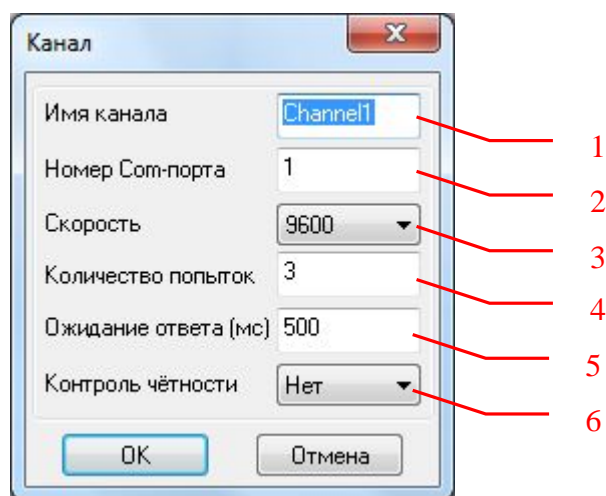 Канал
Имя канала Channel1 1
Номер Com-порта 1 2
Скорость 9600 3
Количество попыток 3 4
Ожидание ответа (мс) 500 5
Контроль чётности Нет 6
OK Отмена